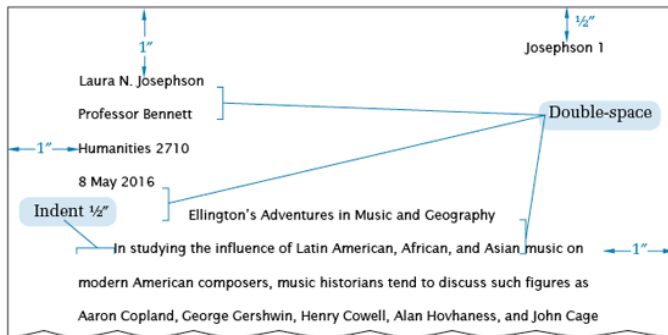 ½″
1″
Josephson 1
Laura N. Josephson
Professor Bennett
Double-space
1″
Humanities 2710
8 May 2016
Indent ½″
Ellington's Adventures in Music and Geography
In studying the influence of Latin American, African, and Asian music on
1″
modern American composers, music historians tend to discuss such figures as
Aaron Copland, George Gershwin, Henry Cowell, Alan Hovhaness, and John Cage